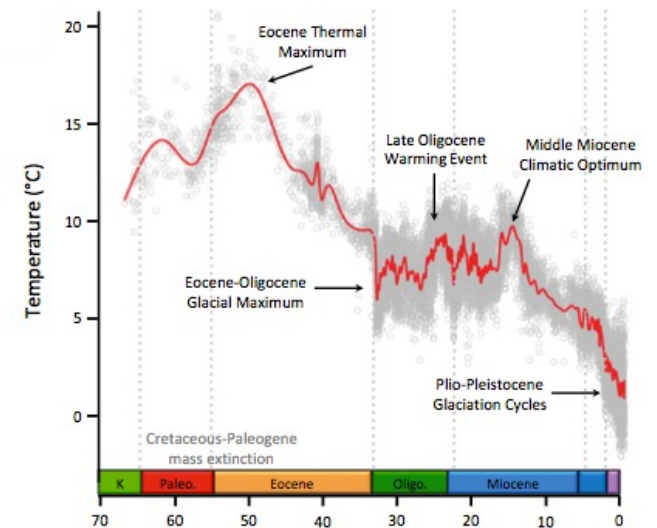 20
15
10
5
0
Temperature (°C)
Eocene Thermal
Maximum
Late Oligocene
Warming Event
Middle Miocene
Climatic Optimum
Eocene-Oligocene
Glacial Maximum
Plio-Pleistocene
Glaciation Cycles
Cretaceous-Paleogene
mass extinction
K Paleo. Eocene Oligo. Miocene
70 60 50 40 30 20 10 0